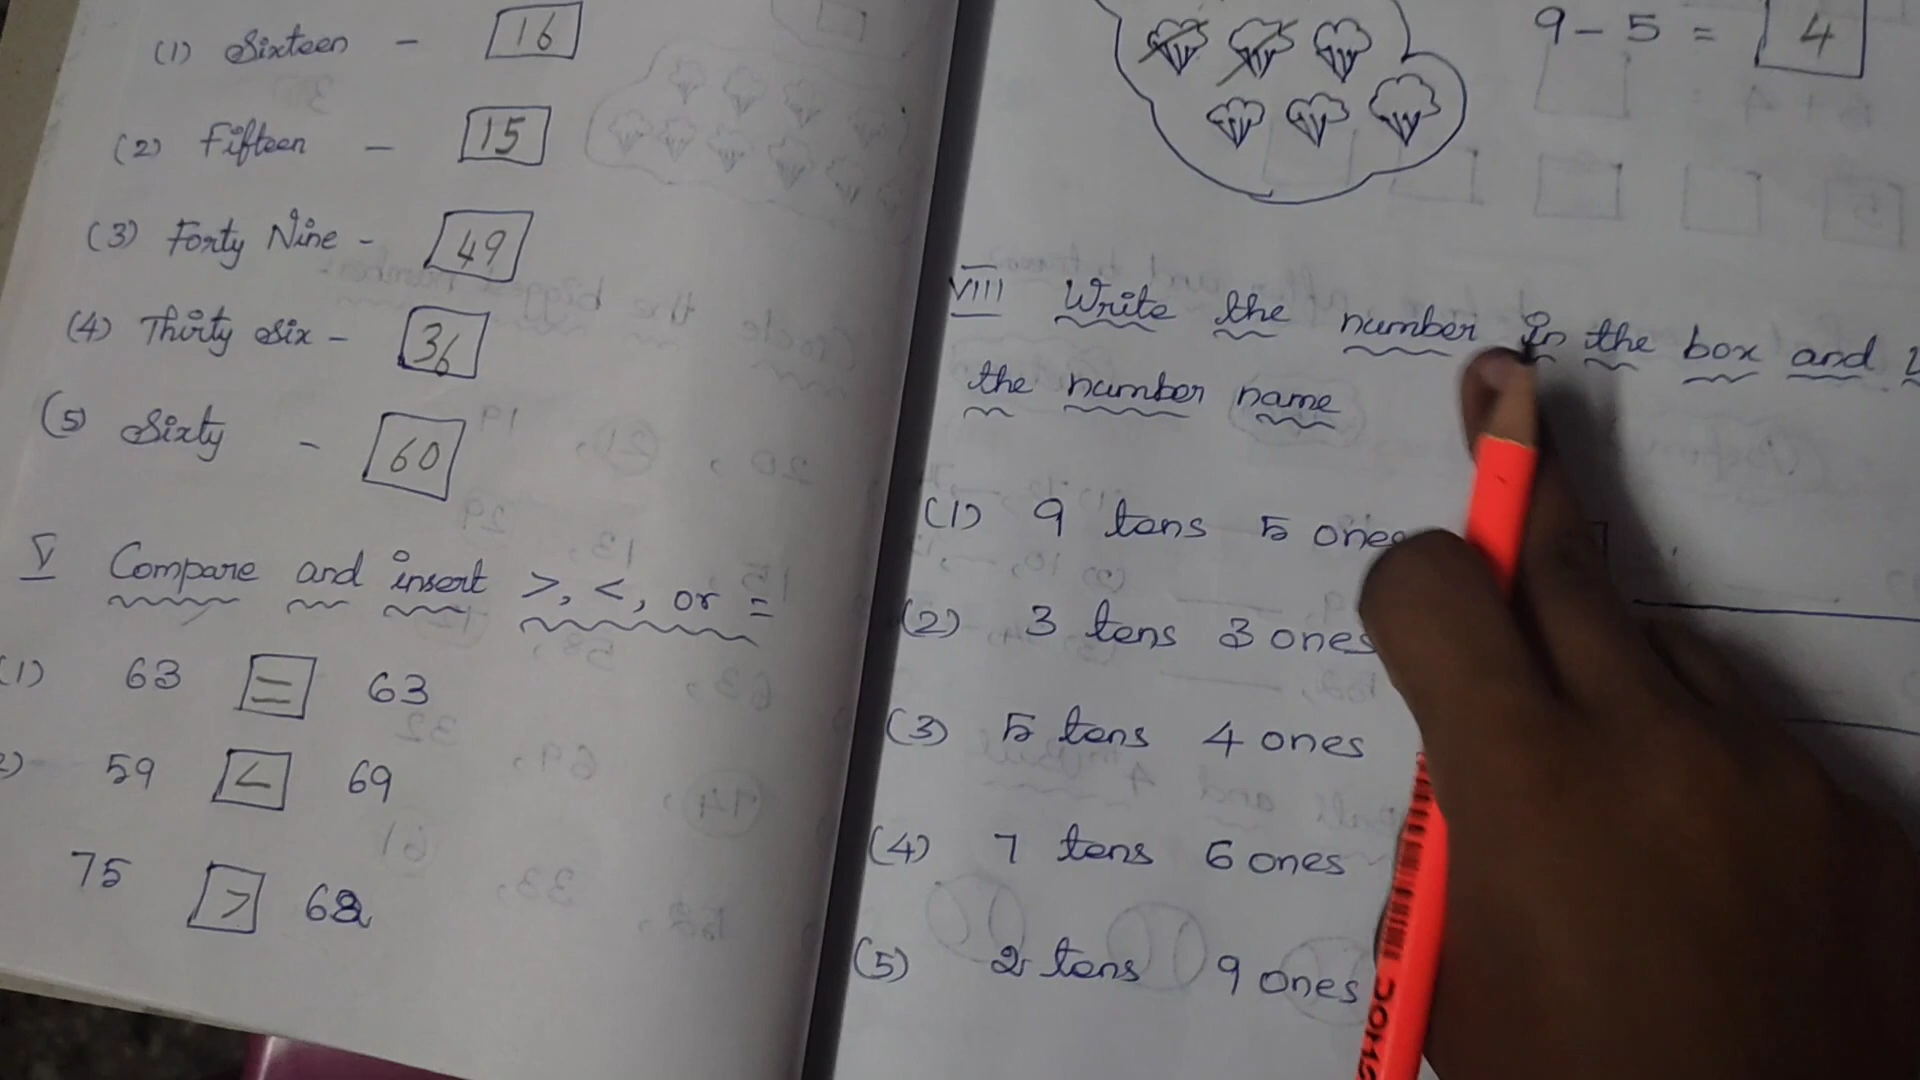 (1) Sixteen - 16
(2) Fifteen - 15
(3) Forty Nine - 49
(4) Thirty Six - 36
(5) Sixty - 60
V Compare and insert >, <, or =
(1) 63 = 63
59 < 69
75 > 62
9 - 5 = 4
VIII Write the number in the box and
the number name
(1) 9 tens 5 ones
(2) 3 tens 3 ones
(3) 5 tens 4 ones
(4) 7 tens 6 ones
(5) 2 tens 9 ones
DOMS